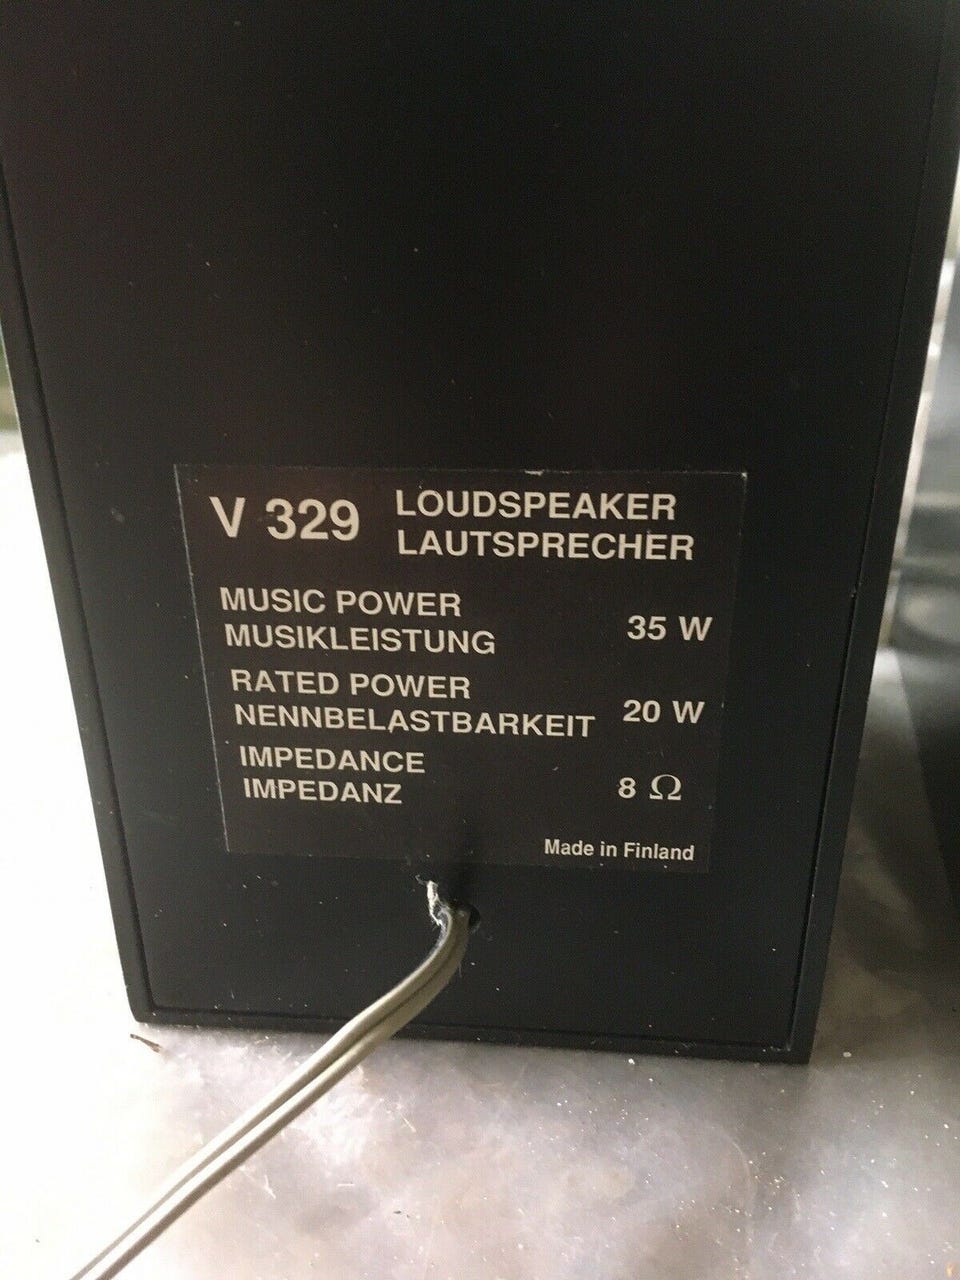 V 329 LOUDSPEAKER
LAUTSPRECHER
MUSIC POWER
MUSIKLEISTUNG 35 W
RATED POWER
NENNBELASTBARKEIT 20 W
IMPEDANCE
IMPEDANZ 8 Ω
Made in Finland